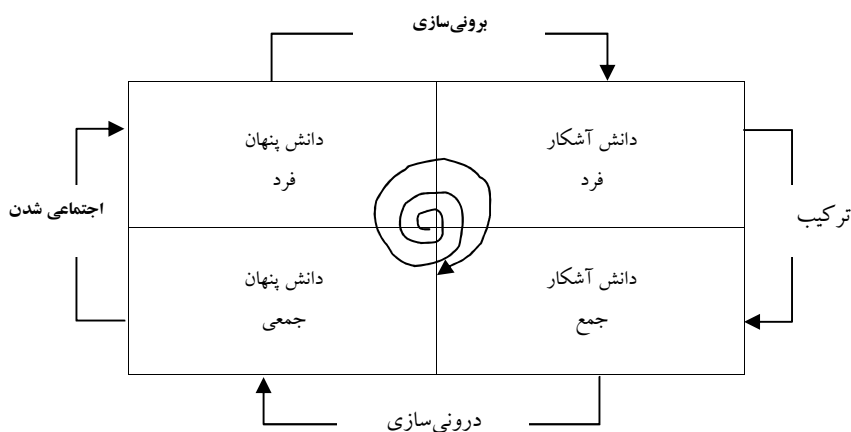 برونی‌سازی
دانش آشکار
فرد
دانش پنهان
فرد
ترکیب
اجتماعی شدن
دانش آشکار
جمع
دانش پنهان
جمعی
درونی‌سازی